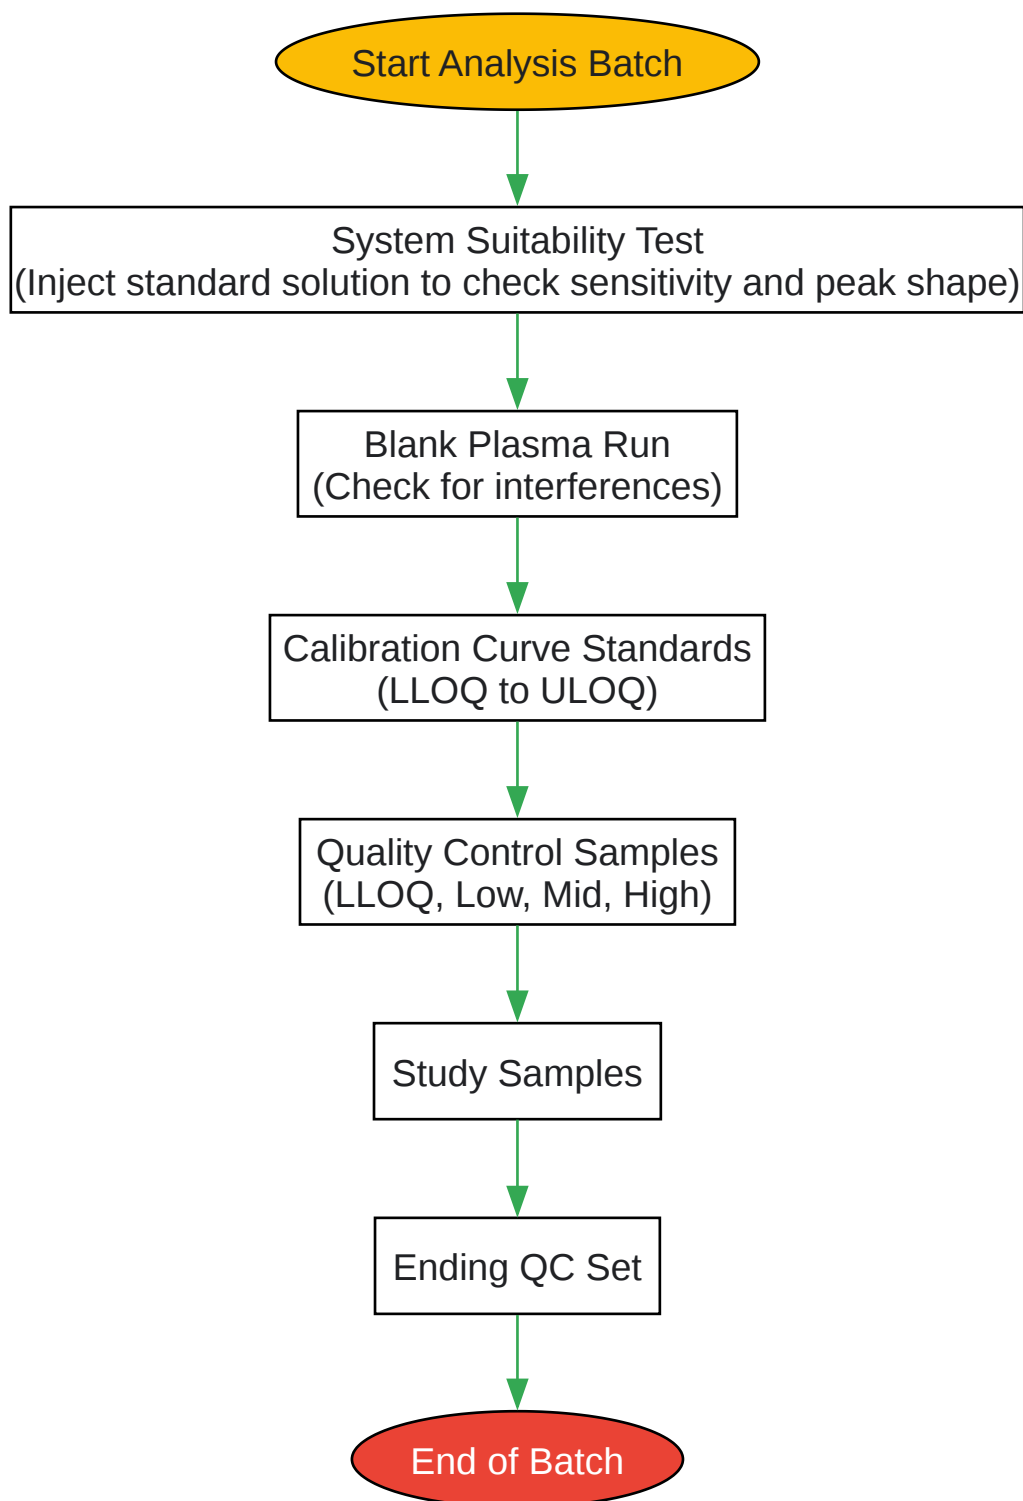 Start Analysis Batch
System Suitability Test
(Inject standard solution to check sensitivity and peak shape)
Blank Plasma Run
(Check for interferences)
Calibration Curve Standards
(LLOQ to ULOQ)
Quality Control Samples
(LLOQ, Low, Mid, High)
Study Samples
Ending QC Set
End of Batch